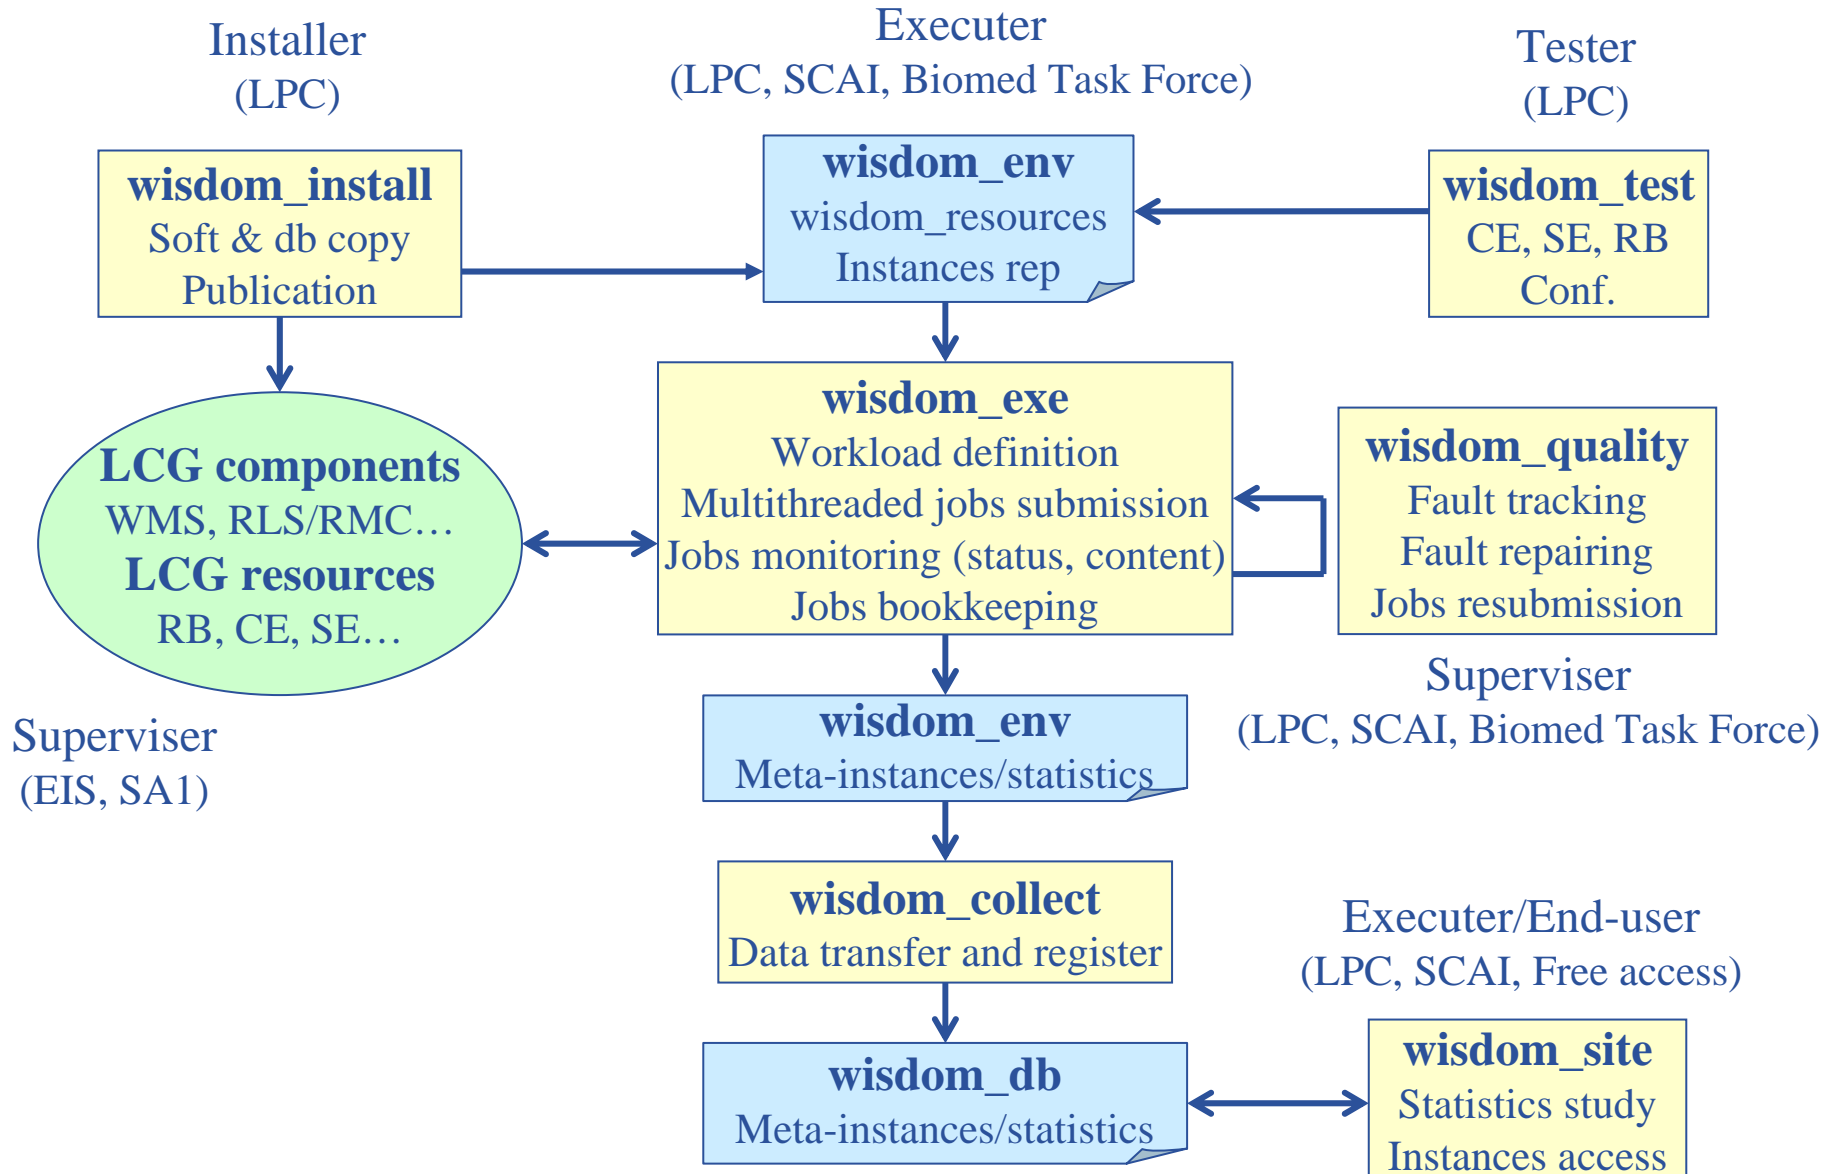 Installer
(LPC)
Executer
(LPC, SCAI, Biomed Task Force)
Tester
(LPC)
wisdom_install
Soft & db copy
Publication
wisdom_env
wisdom_resources
Instances rep
wisdom_test
CE, SE, RB
Conf.
LCG components
WMS, RLS/RMC…
LCG resources
RB, CE, SE…
wisdom_exe
Workload definition
Multithreaded jobs submission
Jobs monitoring (status, content)
Jobs bookkeeping
wisdom_quality
Fault tracking
Fault repairing
Jobs resubmission
Superviser
(LPC, SCAI, Biomed Task Force)
Superviser
(EIS, SA1)
wisdom_env
Meta-instances/statistics
wisdom_collect
Data transfer and register
Executer/End-user
(LPC, SCAI, Free access)
wisdom_db
Meta-instances/statistics
wisdom_site
Statistics study
Instances access